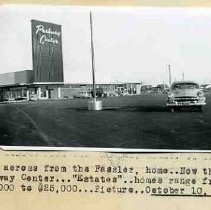 Parkway
Center
across from the Fassler, home..Now th
way Center..."Estates"..homes range f
000 to $25,000...Picture..October 10.